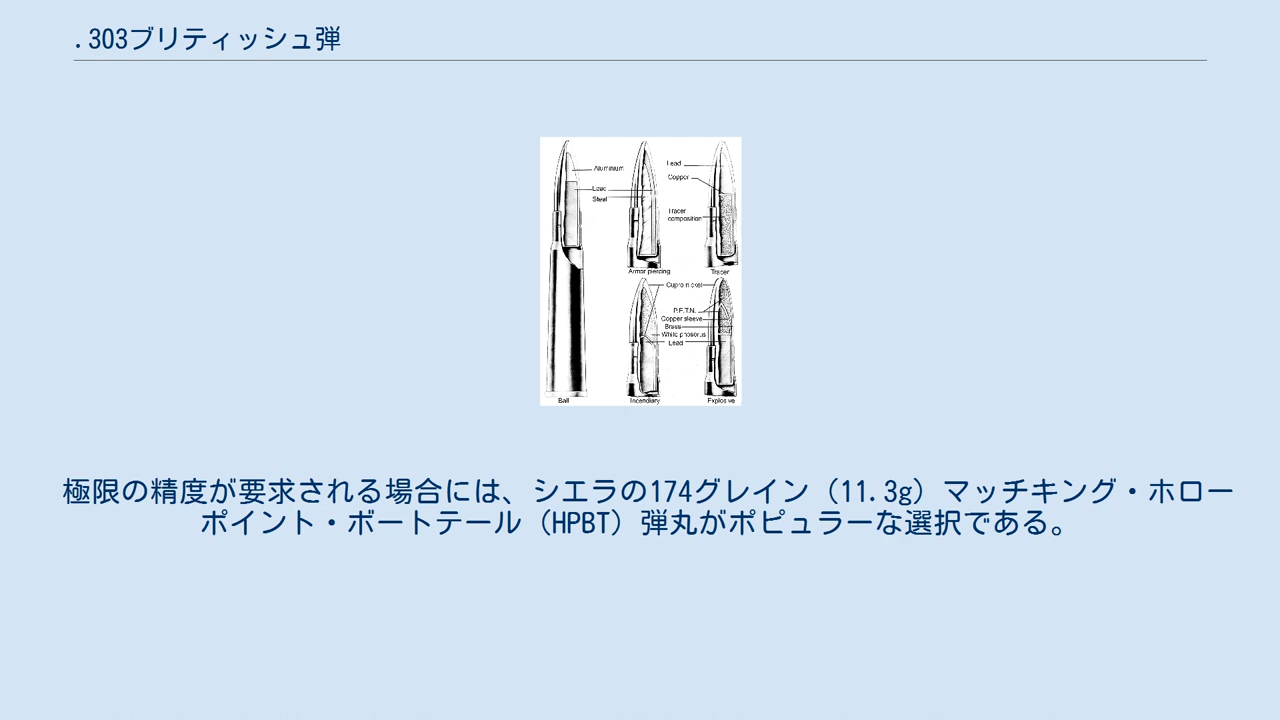 .303ブリティッシュ弾
Aluminium
Lead
Steel
Lead
Copper
Tracer
composition
Armor piercing
Tracer
Cupro nickel
P.E.T.N.
Copper sleeve
Brass
White phosorus
Lead
Ball
Incendiary
Explosive
極限の精度が要求される場合には、シエラの174グレイン（11.3g）マッチキング・ホロー
ポイント・ボートテール（HPBT）弾丸がポピュラーな選択である。